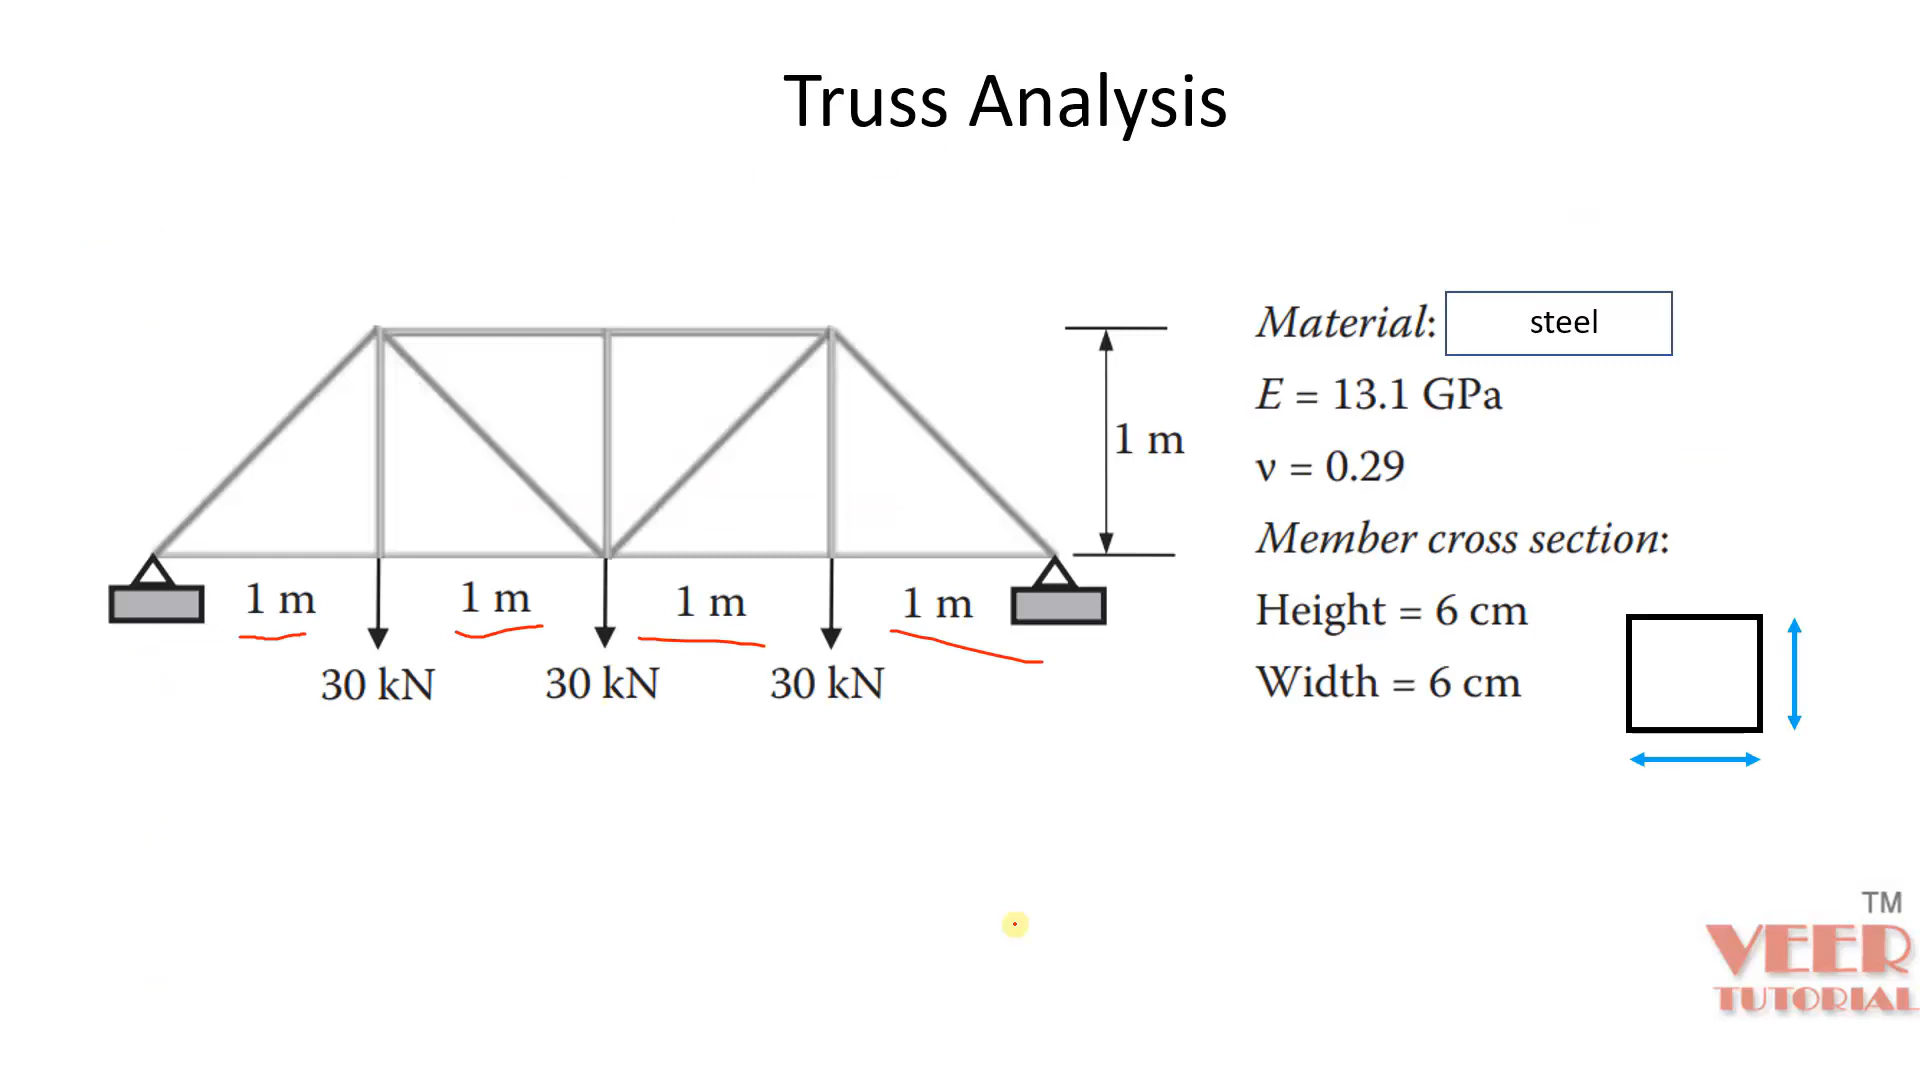 Truss Analysis
Material: steel
E = 13.1 GPa
1 m
ν = 0.29
Member cross section:
1 m 1 m 1 m 1 m
Height = 6 cm
30 kN 30 kN 30 kN
Width = 6 cm
TM
VEER
TUTORIAL